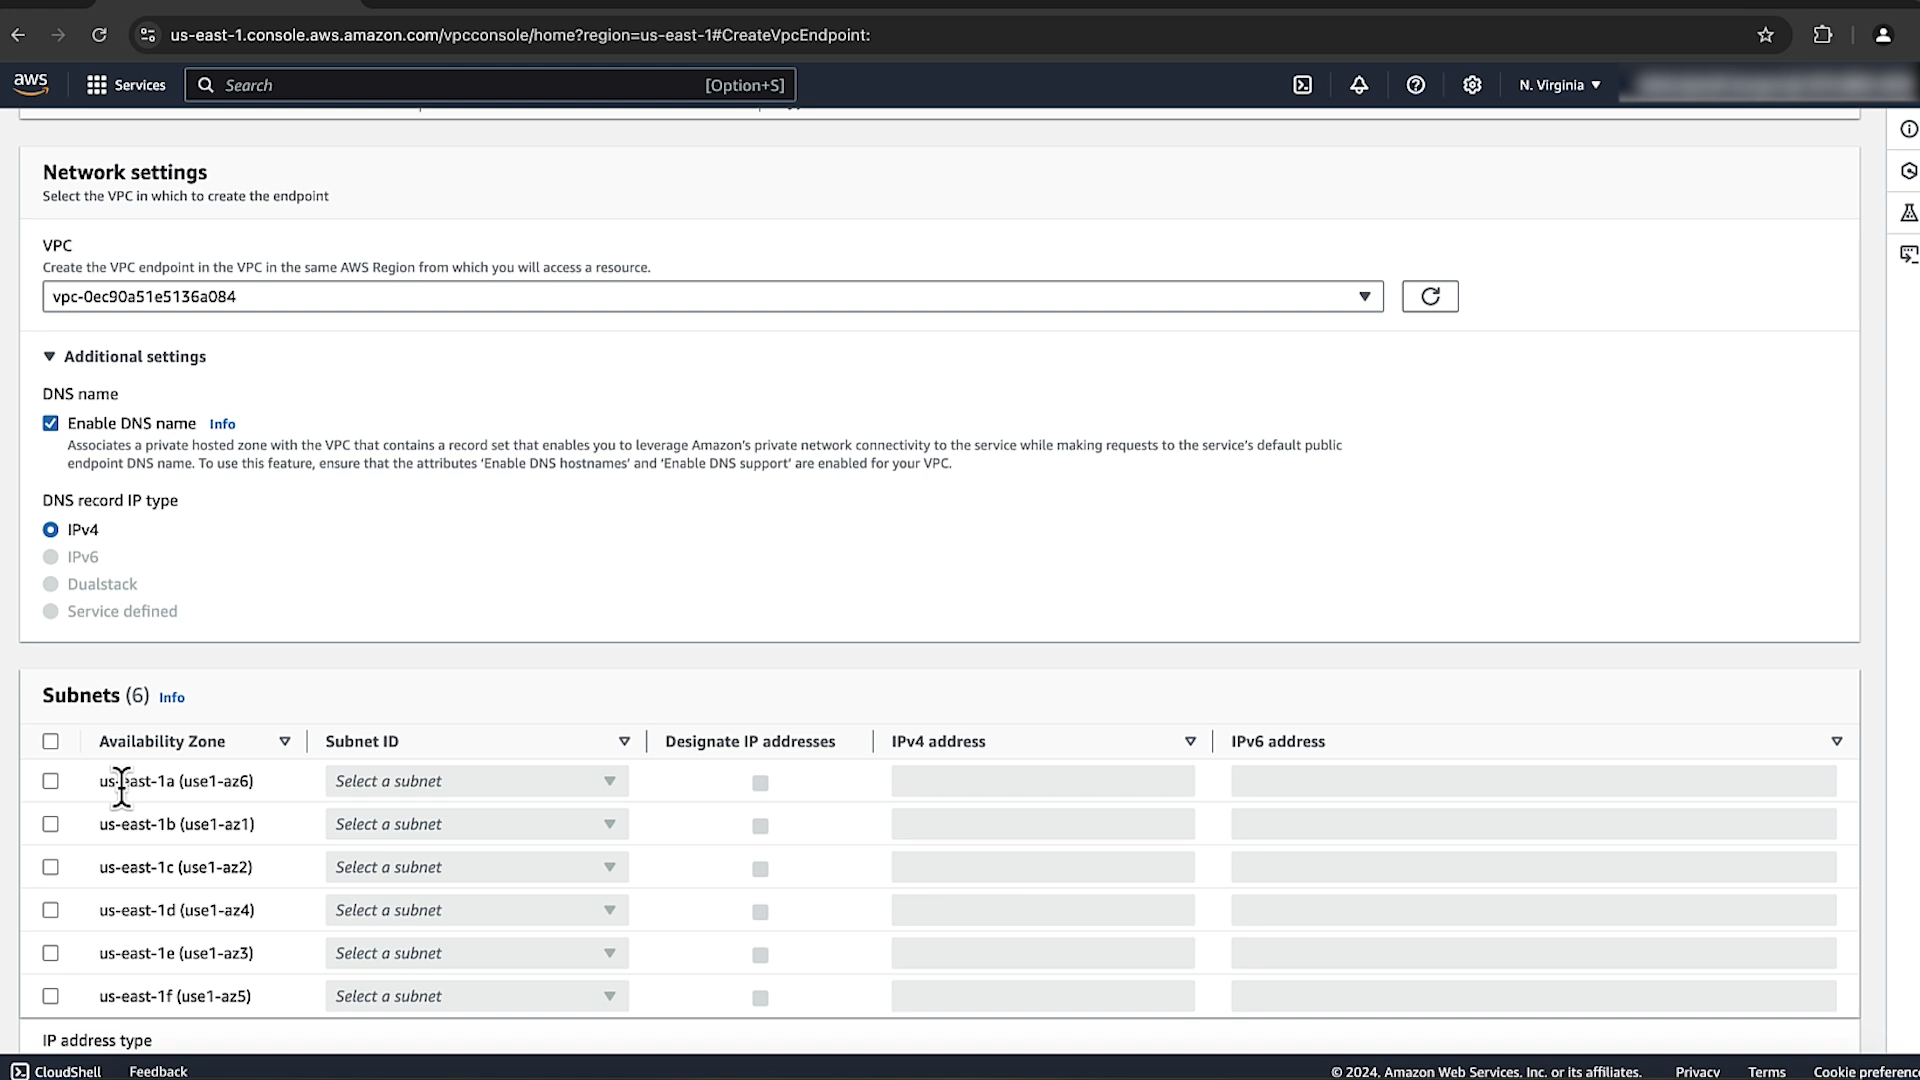 us-east-1.console.aws.amazon.com/vpcconsole/home?region=us-east-1#CreateVpcEndpoint:
aws Services Search [Option+S] N. Virginia
Network settings
Select the VPC in which to create the endpoint
VPC
Create the VPC endpoint in the VPC in the same AWS Region from which you will access a resource.
vpc-0ec90a51e5136a084
Additional settings
DNS name
Enable DNS name Info
Associates a private hosted zone with the VPC that contains a record set that enables you to leverage Amazon's private network connectivity to the service while making requests to the service's default public
endpoint DNS name. To use this feature, ensure that the attributes 'Enable DNS hostnames' and 'Enable DNS support' are enabled for your VPC.
DNS record IP type
IPv4
IPv6
Dualstack
Service defined
Subnets (6) Info
Availability Zone Subnet ID Designate IP addresses IPv4 address IPv6 address
us-east-1a (use1-az6) Select a subnet
us-east-1b (use1-az1) Select a subnet
us-east-1c (use1-az2) Select a subnet
us-east-1d (use1-az4) Select a subnet
us-east-1e (use1-az3) Select a subnet
us-east-1f (use1-az5) Select a subnet
IP address type
CloudShell Feedback © 2024, Amazon Web Services, Inc. or its affiliates. Privacy Terms Cookie preference